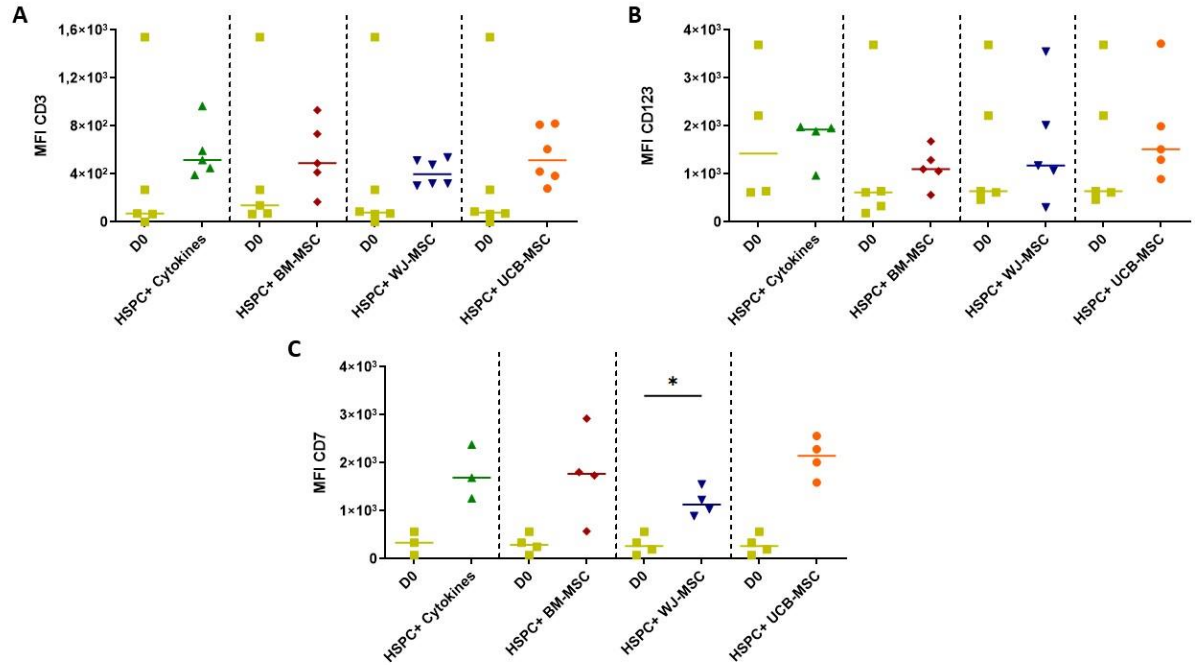 A
MFI CD3
1,6×10³
1,2×10³
8×10²
4×10²
0
D0
HSPC+ Cytokines
D0
HSPC+ BM-MSC
D0
HSPC+ WJ-MSC
D0
HSPC+ UCB-MSC
B
MFI CD123
4×10³
3×10³
2×10³
1×10³
0
D0
HSPC+ Cytokines
D0
HSPC+ BM-MSC
D0
HSPC+ WJ-MSC
D0
HSPC+ UCB-MSC
C
MFI CD7
4×10³
3×10³
2×10³
1×10³
0
*
D0
HSPC+ Cytokines
D0
HSPC+ BM-MSC
D0
HSPC+ WJ-MSC
D0
HSPC+ UCB-MSC